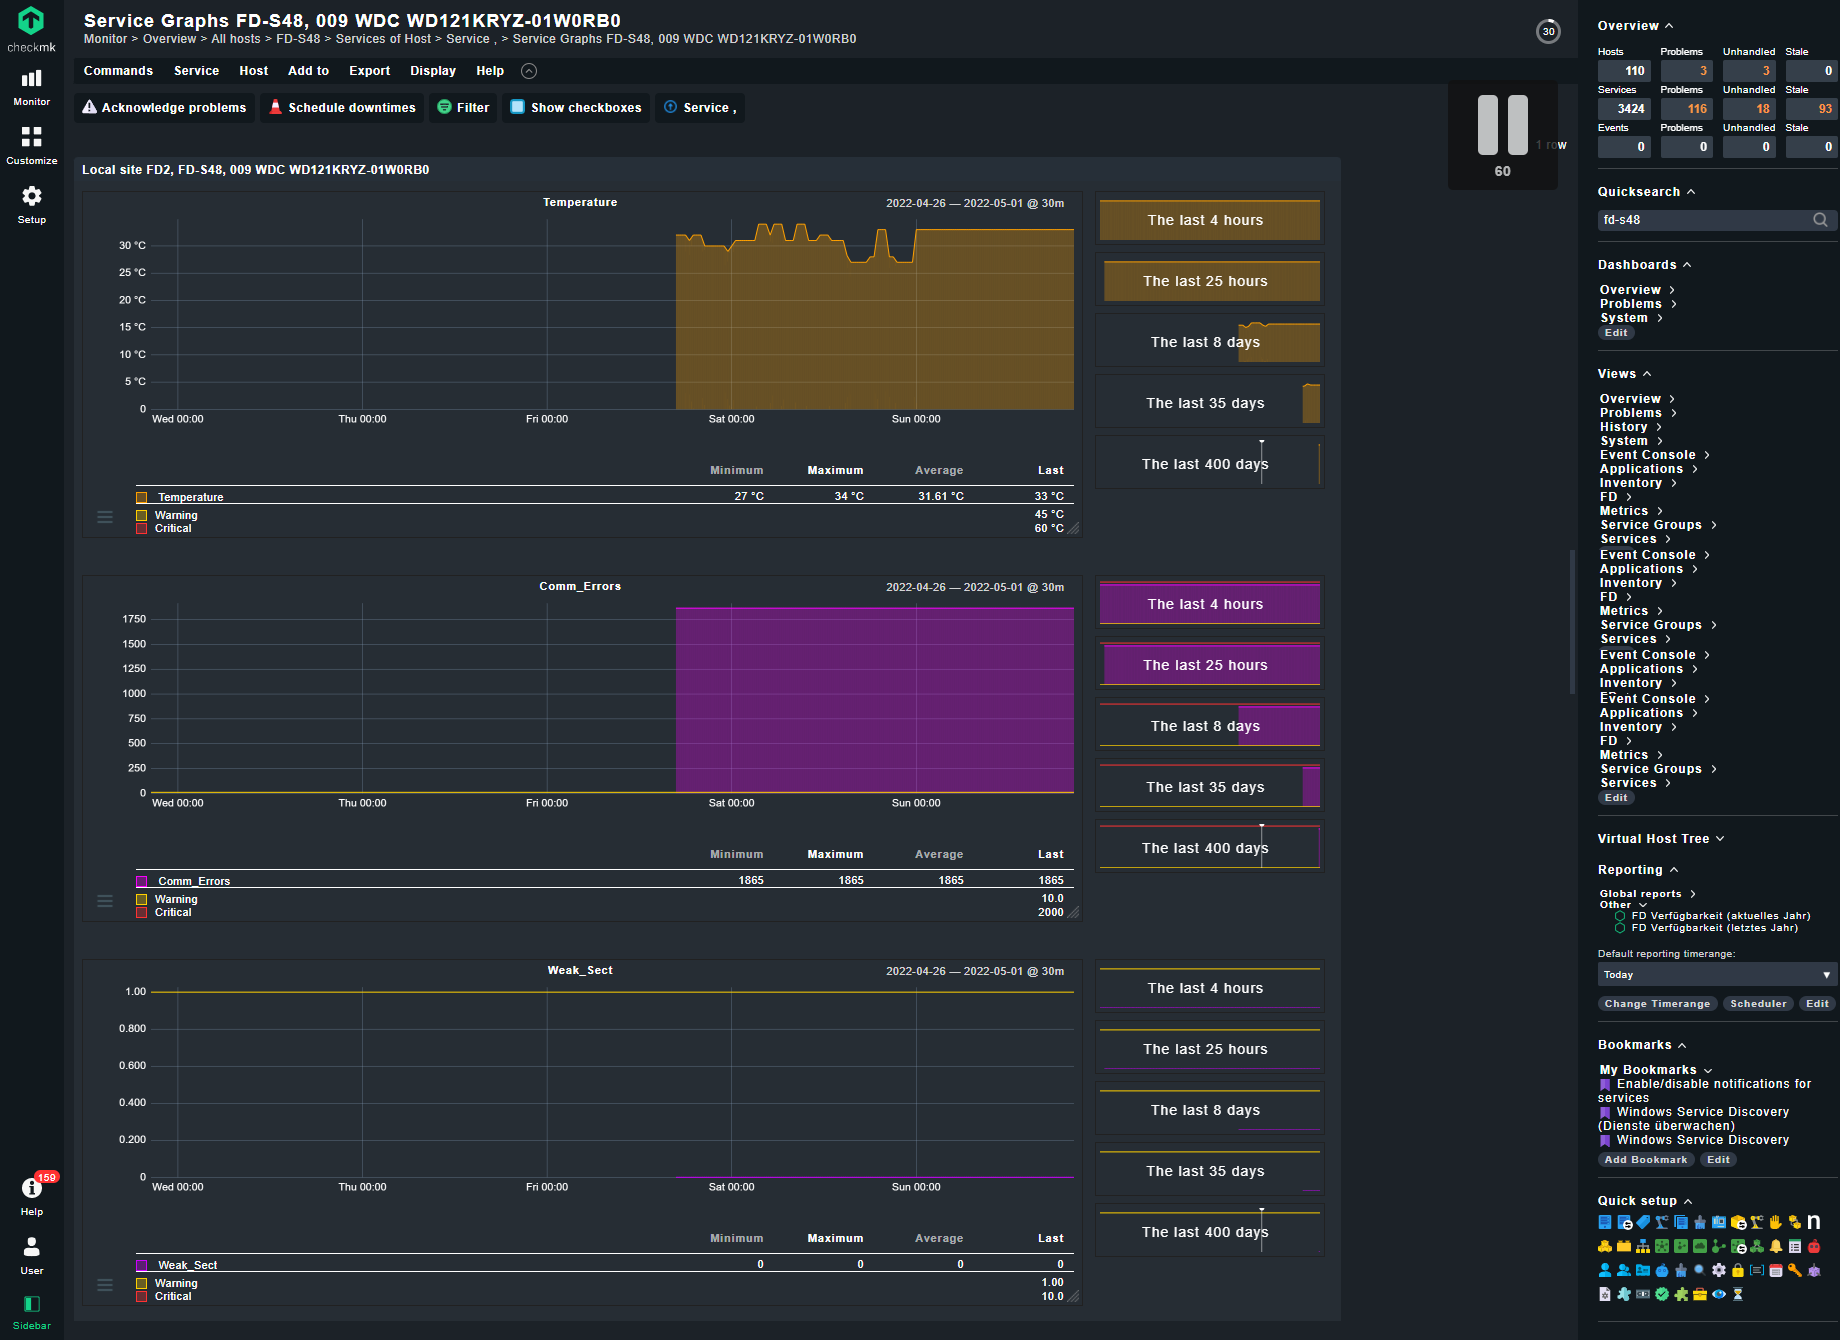 checkmk
Monitor
Customize
Setup
159
Help
User
Sidebar
Service Graphs FD-S48, 009 WDC WD121KRYZ-01W0RB0
Monitor > Overview > All hosts > FD-S48 > Services of Host > Service , > Service Graphs FD-S48, 009 WDC WD121KRYZ-01W0RB0
30
Commands Service Host Add to Export Display Help
Acknowledge problems Schedule downtimes Filter Show checkboxes Service ,
1 row
60
Local site FD2, FD-S48, 009 WDC WD121KRYZ-01W0RB0
Temperature 2022-04-26 — 2022-05-01 @ 30m
30 °C
25 °C
20 °C
15 °C
10 °C
5 °C
0
Wed 00:00 Thu 00:00 Fri 00:00 Sat 00:00 Sun 00:00
Minimum Maximum Average Last
Temperature 27 °C 34 °C 31.61 °C 33 °C
Warning 45 °C
Critical 60 °C
The last 4 hours
The last 25 hours
The last 8 days
The last 35 days
The last 400 days
Comm_Errors 2022-04-26 — 2022-05-01 @ 30m
1750
1500
1250
1000
750
500
250
0
Wed 00:00 Thu 00:00 Fri 00:00 Sat 00:00 Sun 00:00
Minimum Maximum Average Last
Comm_Errors 1865 1865 1865 1865
Warning 10.0
Critical 2000
The last 4 hours
The last 25 hours
The last 8 days
The last 35 days
The last 400 days
Weak_Sect 2022-04-26 — 2022-05-01 @ 30m
1.00
0.800
0.600
0.400
0.200
0
Wed 00:00 Thu 00:00 Fri 00:00 Sat 00:00 Sun 00:00
Minimum Maximum Average Last
Weak_Sect 0 0 0 0
Warning 1.00
Critical 10.0
The last 4 hours
The last 25 hours
The last 8 days
The last 35 days
The last 400 days
Overview
Hosts Problems Unhandled Stale
110 3 3 0
Services Problems Unhandled Stale
3424 116 18 93
Events Problems Unhandled Stale
0 0 0 0
Quicksearch
fd-s48
Dashboards
Overview
Problems
System
Edit
Views
Overview
Problems
History
System
Event Console
Applications
Inventory
FD
Metrics
Service Groups
Services
Event Console
Applications
Inventory
FD
Metrics
Service Groups
Services
Event Console
Applications
Inventory
Event Console
Applications
Inventory
FD
Metrics
Service Groups
Services
Edit
Virtual Host Tree
Reporting
Global reports
Other
FD Verfügbarkeit (aktuelles Jahr)
FD Verfügbarkeit (letztes Jahr)
Default reporting timerange:
Today
Change Timerange Scheduler Edit
Bookmarks
My Bookmarks
Enable/disable notifications for
services
Windows Service Discovery
(Dienste überwachen)
Windows Service Discovery
Add Bookmark Edit
Quick setup
n